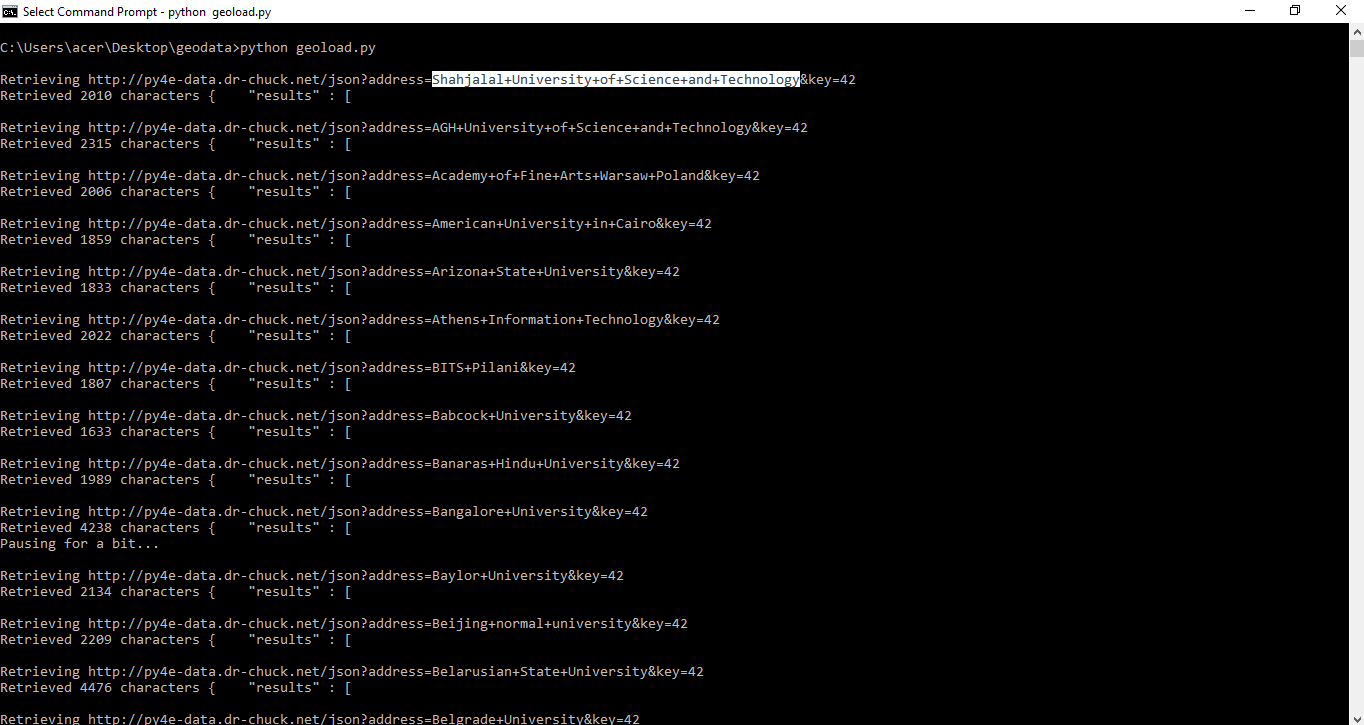 Select Command Prompt - python  geoload.py
C:\Users\acer\Desktop\geodata>python geoload.py
Retrieving http://py4e-data.dr-chuck.net/json?address=Shahjalal+University+of+Science+and+Technology&key=42
Retrieved 2010 characters {    "results" : [
Retrieving http://py4e-data.dr-chuck.net/json?address=AGH+University+of+Science+and+Technology&key=42
Retrieved 2315 characters {    "results" : [
Retrieving http://py4e-data.dr-chuck.net/json?address=Academy+of+Fine+Arts+Warsaw+Poland&key=42
Retrieved 2006 characters {    "results" : [
Retrieving http://py4e-data.dr-chuck.net/json?address=American+University+in+Cairo&key=42
Retrieved 1859 characters {    "results" : [
Retrieving http://py4e-data.dr-chuck.net/json?address=Arizona+State+University&key=42
Retrieved 1833 characters {    "results" : [
Retrieving http://py4e-data.dr-chuck.net/json?address=Athens+Information+Technology&key=42
Retrieved 2022 characters {    "results" : [
Retrieving http://py4e-data.dr-chuck.net/json?address=BITS+Pilani&key=42
Retrieved 1807 characters {    "results" : [
Retrieving http://py4e-data.dr-chuck.net/json?address=Babcock+University&key=42
Retrieved 1633 characters {    "results" : [
Retrieving http://py4e-data.dr-chuck.net/json?address=Banaras+Hindu+University&key=42
Retrieved 1989 characters {    "results" : [
Retrieving http://py4e-data.dr-chuck.net/json?address=Bangalore+University&key=42
Retrieved 4238 characters {    "results" : [
Pausing for a bit...
Retrieving http://py4e-data.dr-chuck.net/json?address=Baylor+University&key=42
Retrieved 2134 characters {    "results" : [
Retrieving http://py4e-data.dr-chuck.net/json?address=Beijing+normal+university&key=42
Retrieved 2209 characters {    "results" : [
Retrieving http://py4e-data.dr-chuck.net/json?address=Belarusian+State+University&key=42
Retrieved 4476 characters {    "results" : [
Retrieving http://py4e-data.dr-chuck.net/json?address=Belgrade+University&key=42